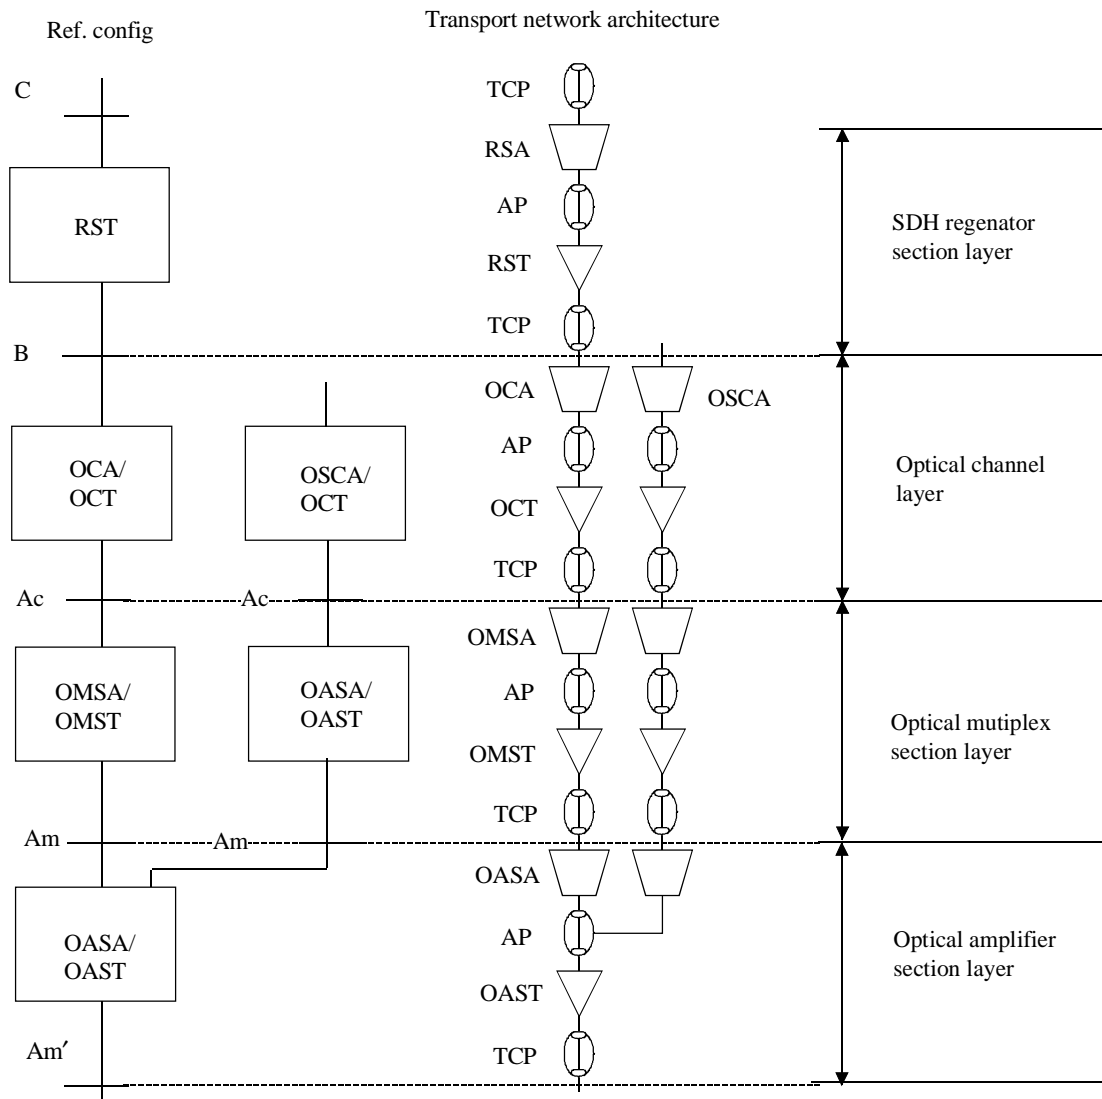 Ref. config
Transport network architecture
C
TCP
RSA
AP
RST
RST
SDH regenator
section layer
TCP
B
OCA
OSCA
AP
OCA/
OCT
OSCA/
OCT
Optical channel
layer
OCT
TCP
Ac
Ac
OMSA
AP
OMSA/
OMST
OASA/
OAST
Optical mutiplex
section layer
OMST
TCP
Am
Am
OASA
AP
OASA/
OAST
Optical amplifier
section layer
OAST
TCP
Am′